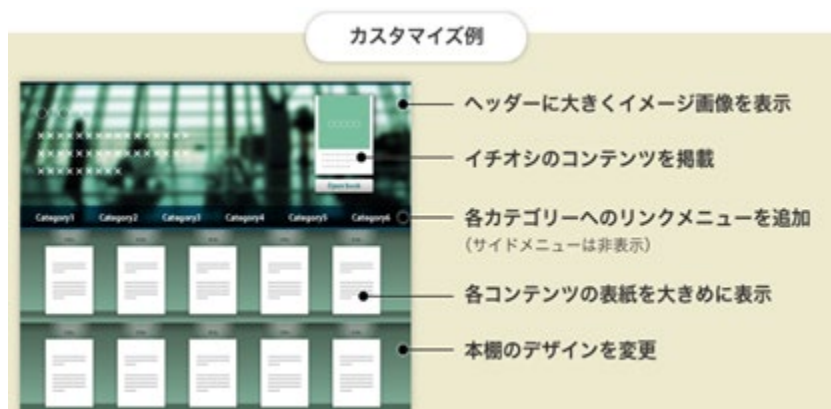 カスタマイズ例
ヘッダーに大きくイメージ画像を表示
イチオシのコンテンツを掲載
Open book
Category1 Category2 Category3 Category4 Category5 Category6
各カテゴリーへのリンクメニューを追加
(サイドメニューは非表示)
各コンテンツの表紙を大きめに表示
本棚のデザインを変更